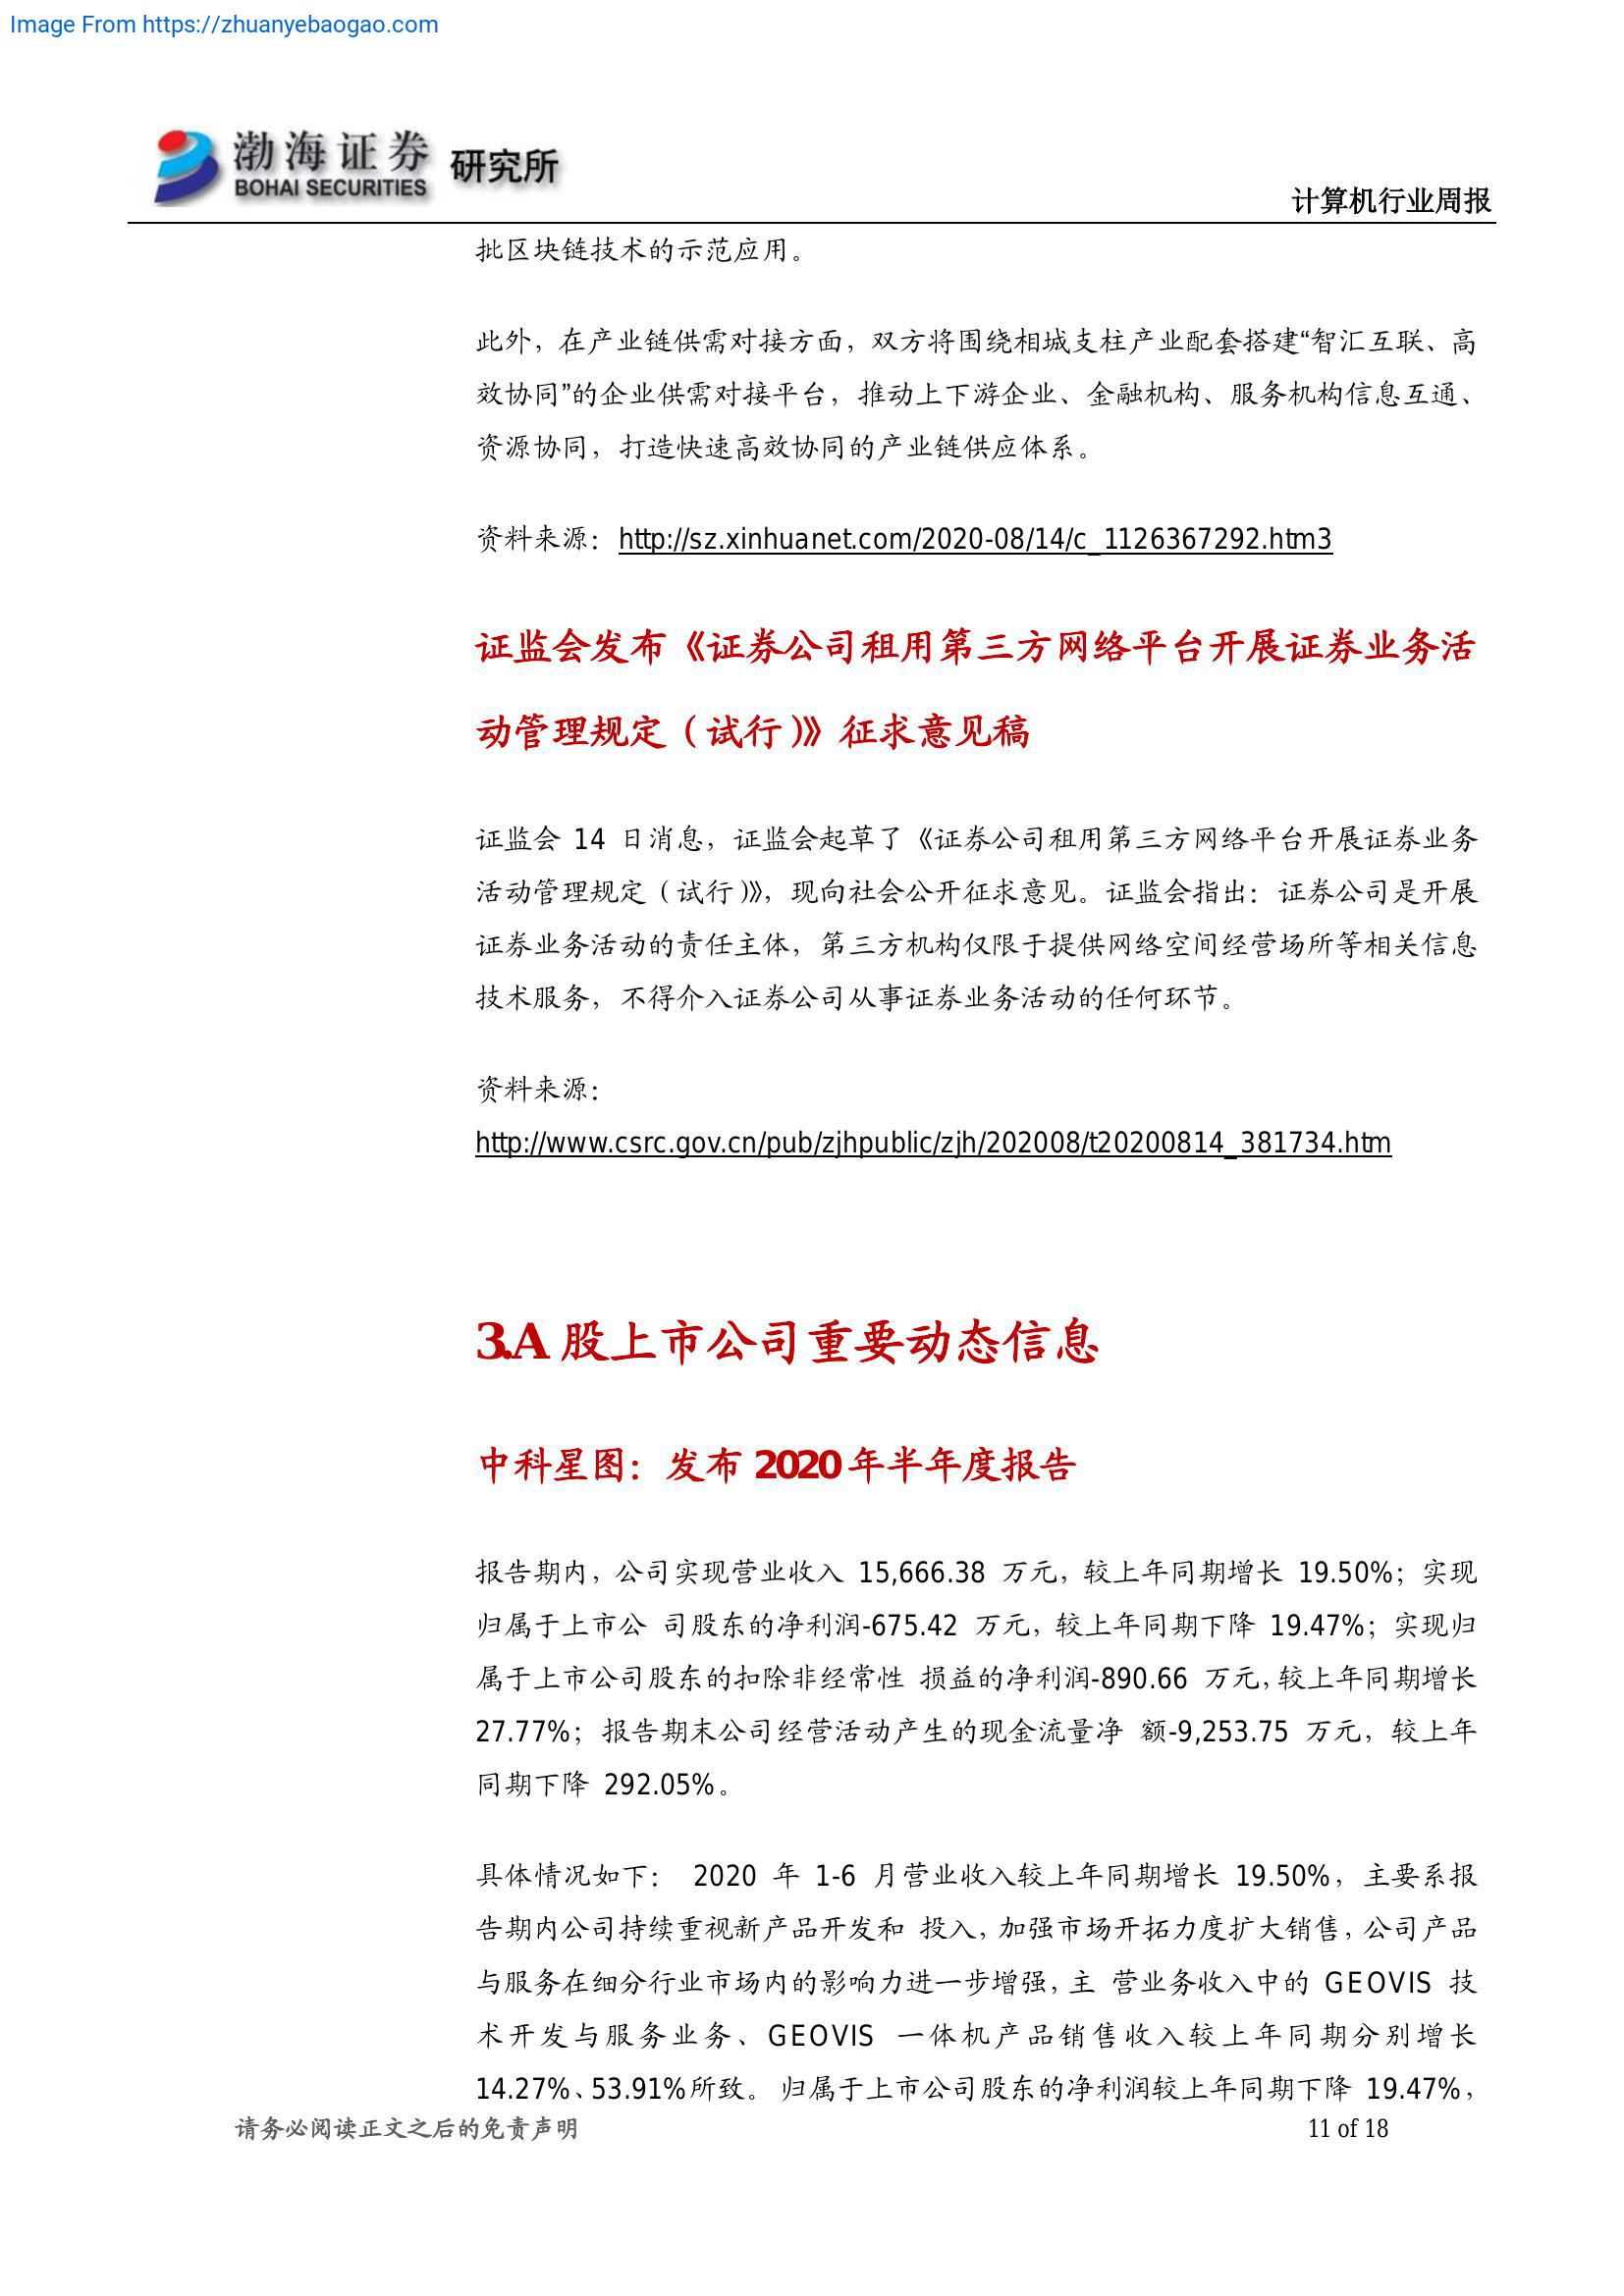 Image From https://zhuanyebaogao.com
渤海证券 研究所
BOHAI SECURITIES
计算机行业周报
批区块链技术的示范应用。
此外，在产业链供需对接方面，双方将围绕相城支柱产业配套搭建“智汇互联、高
效协同”的企业供需对接平台，推动上下游企业、金融机构、服务机构信息互通、
资源协同，打造快速高效协同的产业链供应体系。
资料来源：http://sz.xinhuanet.com/2020-08/14/c_1126367292.htm3
证监会发布《证券公司租用第三方网络平台开展证券业务活
动管理规定（试行）》征求意见稿
证监会 14 日消息，证监会起草了《证券公司租用第三方网络平台开展证券业务
活动管理规定（试行）》，现向社会公开征求意见。证监会指出：证券公司是开展
证券业务活动的责任主体，第三方机构仅限于提供网络空间经营场所等相关信息
技术服务，不得介入证券公司从事证券业务活动的任何环节。
资料来源：
http://www.csrc.gov.cn/pub/zjhpublic/zjh/202008/t20200814_381734.htm
3.A 股上市公司重要动态信息
中科星图：发布 2020 年半年度报告
报告期内，公司实现营业收入 15,666.38 万元，较上年同期增长 19.50%；实现
归属于上市公 司股东的净利润-675.42 万元，较上年同期下降 19.47%；实现归
属于上市公司股东的扣除非经常性 损益的净利润-890.66 万元，较上年同期增长
27.77%；报告期末公司经营活动产生的现金流量净 额-9,253.75 万元，较上年
同期下降 292.05%。
具体情况如下： 2020 年 1-6 月营业收入较上年同期增长 19.50%，主要系报
告期内公司持续重视新产品开发和 投入，加强市场开拓力度扩大销售，公司产品
与服务在细分行业市场内的影响力进一步增强，主 营业务收入中的 GEOVIS 技
术开发与服务业务、GEOVIS 一体机产品销售收入较上年同期分别增长
14.27%、53.91%所致。 归属于上市公司股东的净利润较上年同期下降 19.47%，
请务必阅读正文之后的免责声明
11 of 18